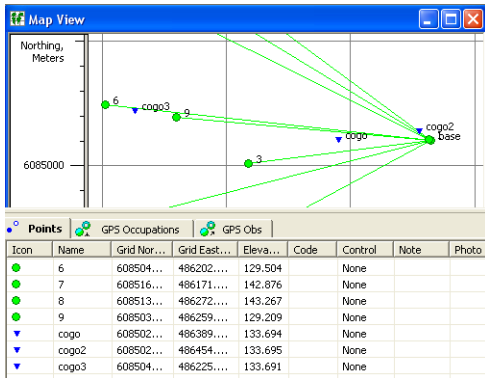 Map View
Northing,
Meters
6085000
6
cogo3
9
3
cogo
cogo2
base
Points GPS Occupations GPS Obs
Icon Name Grid Nor... Grid East... Eleva... Code Control Note Photo
6 608504... 486202.... 129.504 None
7 608516... 486171.... 142.876 None
8 608513... 486272.... 143.267 None
9 608503... 486259.... 129.209 None
cogo 608502... 486389.... 133.694 None
cogo2 608502... 486454.... 133.695 None
cogo3 608504... 486225.... 133.691 None